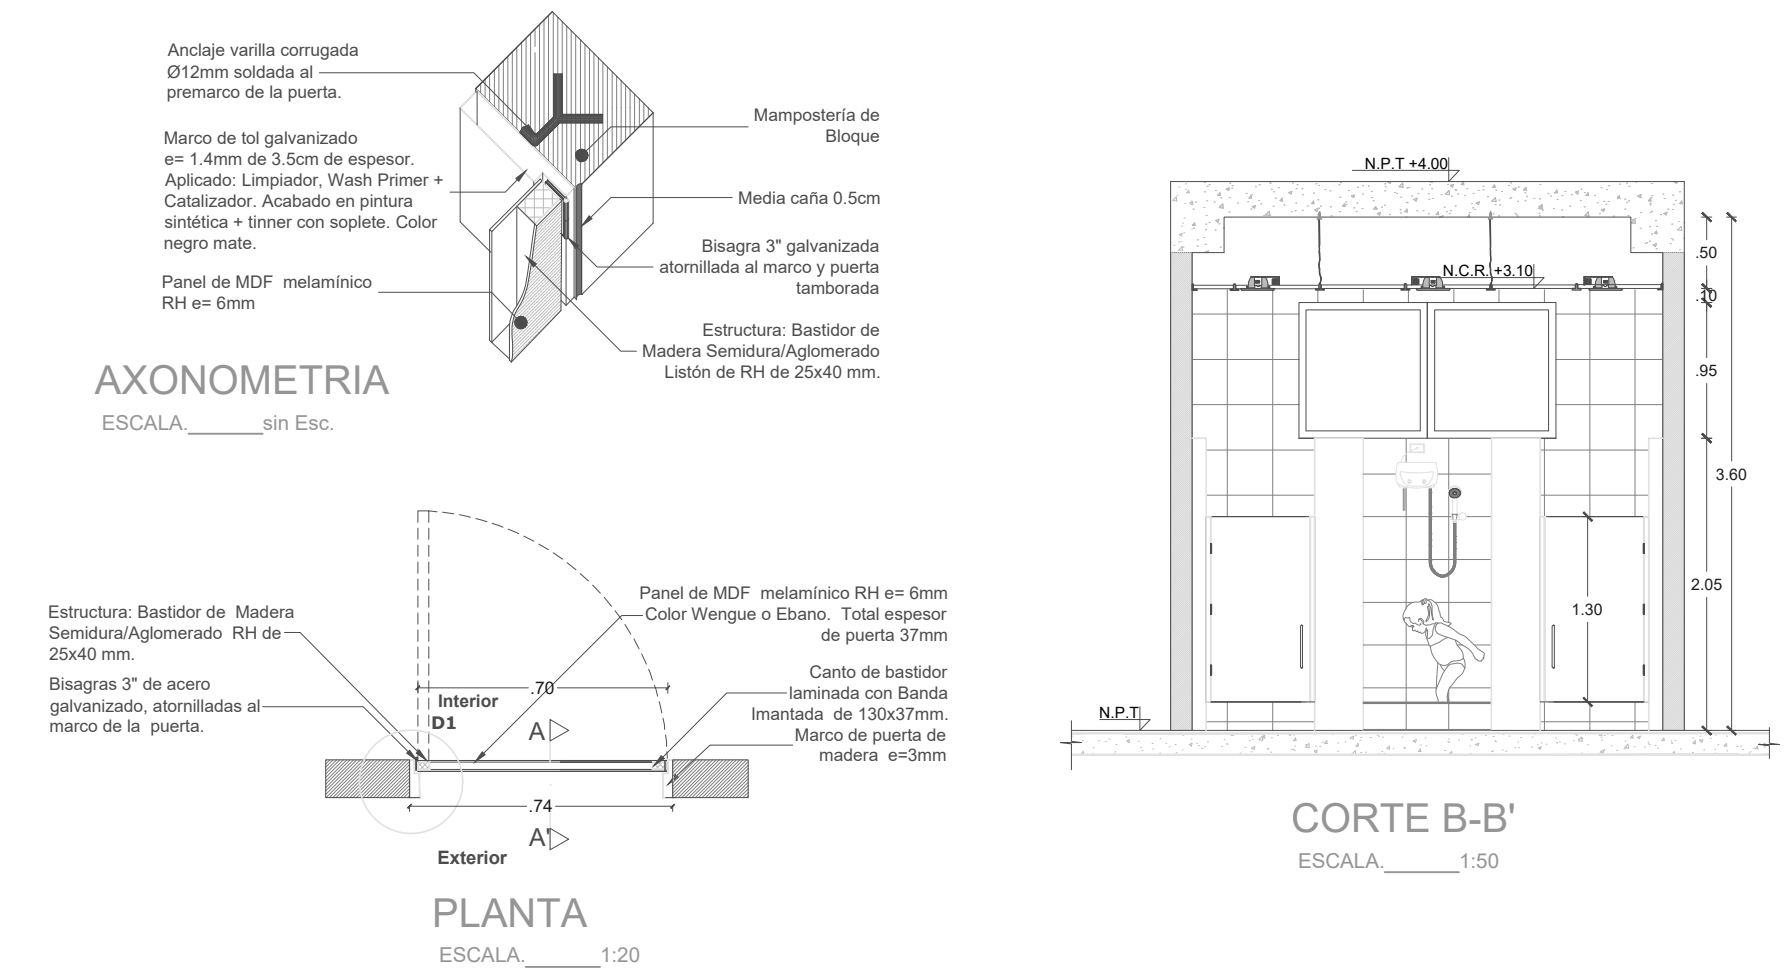 Anclaje varilla corrugada
Ø12mm soldada al
premarco de la puerta.
Marco de tol galvanizado
e= 1.4mm de 3.5cm de espesor.
Aplicado: Limpiador, Wash Primer +
Catalizador. Acabado en pintura
sintética + tinner con soplete. Color
negro mate.
Panel de MDF melamínico
RH e= 6mm
Mampostería de
Bloque
Media caña 0.5cm
Bisagra 3" galvanizada
atornillada al marco y puerta
tamborada
Estructura: Bastidor de
Madera Semidura/Aglomerado
Listón de RH de 25x40 mm.
AXONOMETRIA
ESCALA._______sin Esc.
Estructura: Bastidor de Madera
Semidura/Aglomerado RH de
25x40 mm.
Bisagras 3" de acero
galvanizado, atornilladas al
marco de la puerta.
Panel de MDF melamínico RH e= 6mm
Color Wengue o Ebano. Total espesor
de puerta 37mm
Canto de bastidor
laminada con Banda
Imantada de 130x37mm.
Marco de puerta de
madera e=3mm
.70
Interior
D1
A
.74
A'
Exterior
PLANTA
ESCALA._______1:20
N.P.T +4.00
N.C.R. +3.10
N.P.T
.50
.10
.95
3.60
2.05
1.30
CORTE B-B'
ESCALA._______1:50